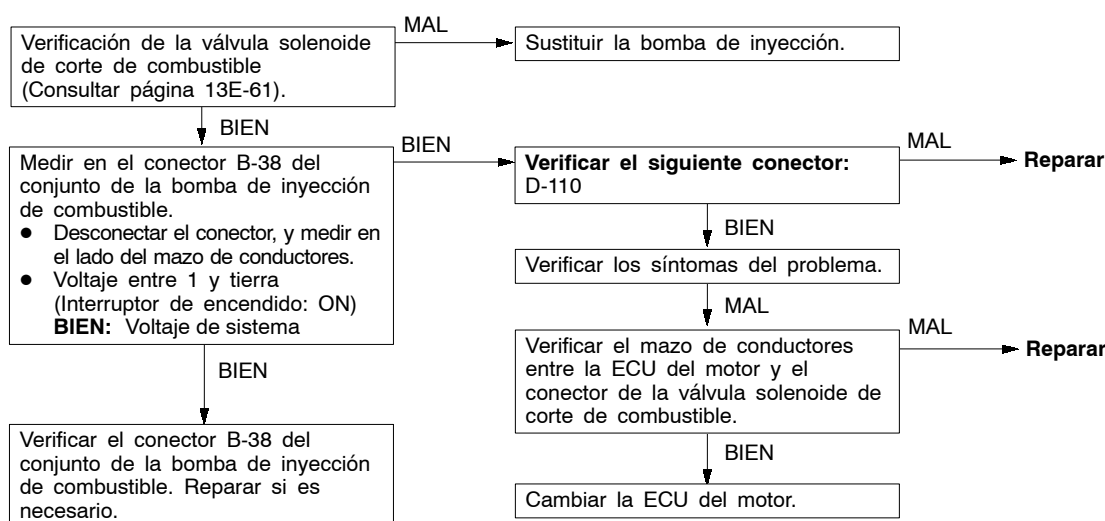 Verificación de la válvula solenoide
de corte de combustible
(Consultar página 13E-61).
MAL
Sustituir la bomba de inyección.
BIEN
Medir en el conector B-38 del
conjunto de la bomba de inyección
de combustible.
● Desconectar el conector, y medir en
el lado del mazo de conductores.
● Voltaje entre 1 y tierra
(Interruptor de encendido: ON)
BIEN: Voltaje de sistema
BIEN
Verificar el siguiente conector:
D-110
MAL
Reparar
BIEN
Verificar los síntomas del problema.
MAL
Verificar el mazo de conductores
entre la ECU del motor y el
conector de la válvula solenoide de
corte de combustible.
MAL
Reparar
BIEN
Cambiar la ECU del motor.
BIEN
Verificar el conector B-38 del
conjunto de la bomba de inyección
de combustible. Reparar si es
necesario.